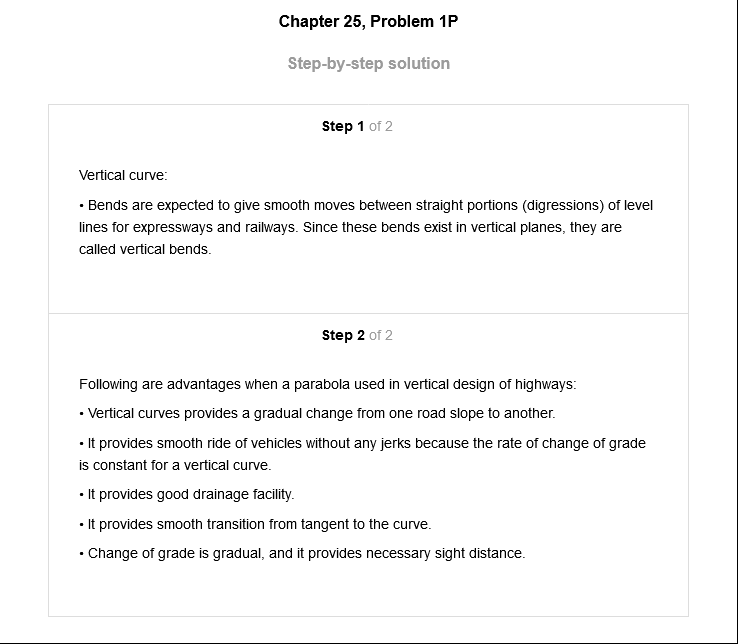 Chapter 25, Problem 1P
Step-by-step solution
Step 1 of 2
Vertical curve:
• Bends are expected to give smooth moves between straight portions (digressions) of level
lines for expressways and railways. Since these bends exist in vertical planes, they are
called vertical bends.
Step 2 of 2
Following are advantages when a parabola used in vertical design of highways:
• Vertical curves provides a gradual change from one road slope to another.
• It provides smooth ride of vehicles without any jerks because the rate of change of grade
is constant for a vertical curve.
• It provides good drainage facility.
• It provides smooth transition from tangent to the curve.
• Change of grade is gradual, and it provides necessary sight distance.